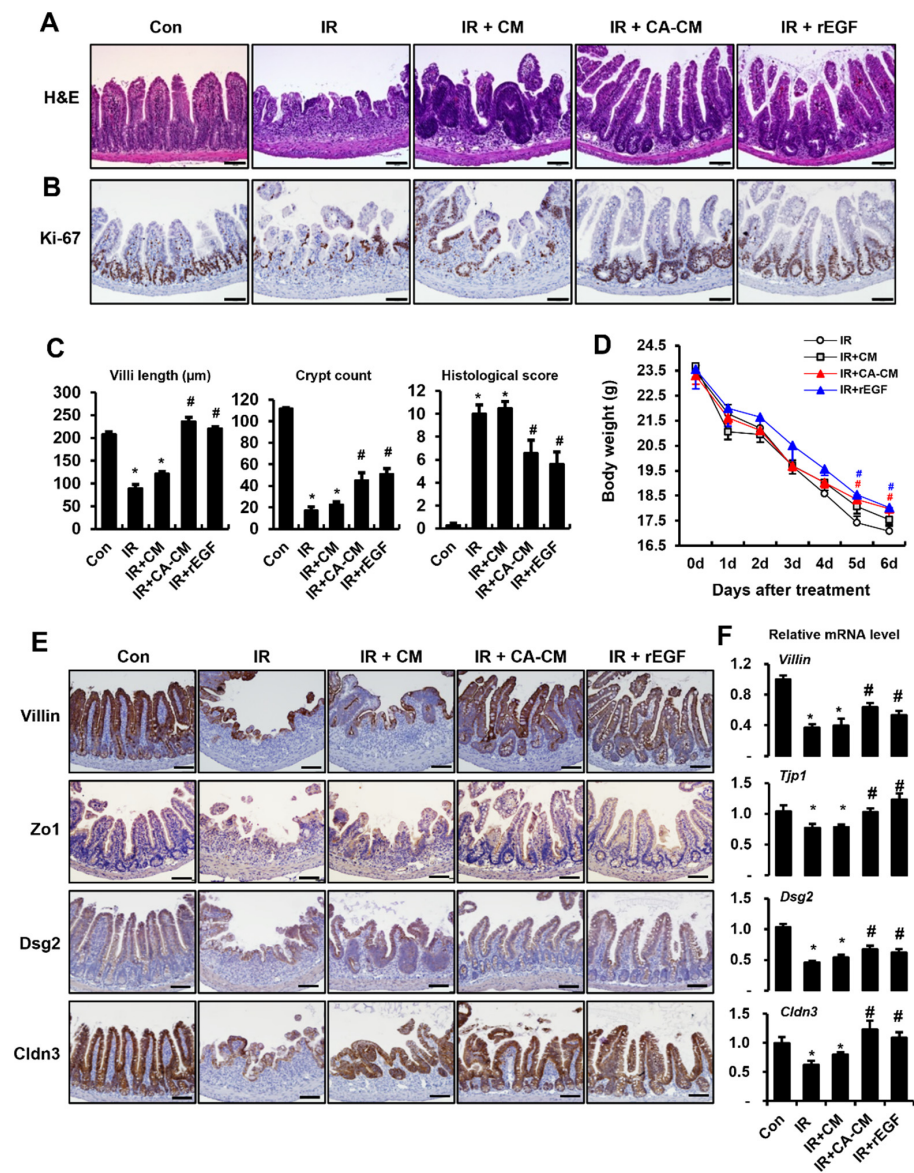 A
Con
IR
IR + CM
IR + CA-CM
IR + rEGF
H&E
B
Ki-67
C
Villi length (µm)
300
250
200
150
100
50
0
*
*
#
#
Con
IR
IR+CM
IR+CA-CM
IR+rEGF
Crypt count
120
100
80
60
40
20
0
*
*
#
#
Con
IR
IR+CM
IR+CA-CM
IR+rEGF
Histological score
12
10
8
6
4
2
0
*
*
#
#
Con
IR
IR+CM
IR+CA-CM
IR+rEGF
D
Body weight (g)
24.5
23.5
22.5
21.5
20.5
19.5
18.5
17.5
16.5
IR
IR+CM
IR+CA-CM
IR+rEGF
#
#
#
#
0d
1d
2d
3d
4d
5d
6d
Days after treatment
E
Con
IR
IR + CM
IR + CA-CM
IR + rEGF
Villin
Zo1
Dsg2
Cldn3
F
Relative mRNA level
Villin
1.2
0.8
0.4
-
*
*
#
#
Tjp1
1.5
1.0
0.5
-
*
*
#
#
Dsg2
1.5
1.0
0.5
-
*
*
#
#
Cldn3
1.5
1.0
0.5
-
*
*
#
#
Con
IR
IR+CM
IR+CA-CM
IR+rEGF